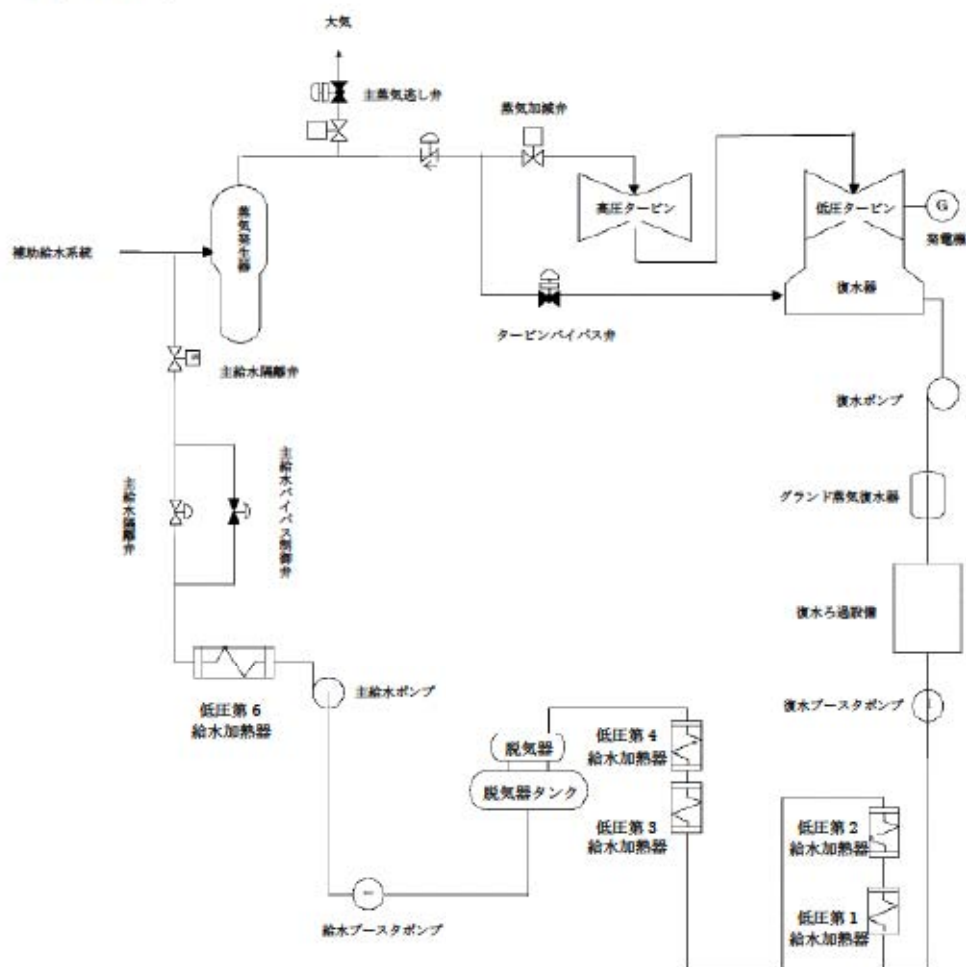 大気
主蒸気逃し弁
蒸気加減弁
蒸気発生器
高圧タービン
低圧タービン
G
発電機
補助給水系統
復水器
タービンバイパス弁
主給水隔離弁
復水ポンプ
主給水隔離弁
主給水バイパス制御弁
グランド蒸気復水器
復水ろ過設備
主給水ポンプ
復水ブースタポンプ
低圧第6
給水加熱器
脱気器
脱気器タンク
低圧第4
給水加熱器
低圧第3
給水加熱器
低圧第2
給水加熱器
低圧第1
給水加熱器
給水ブースタポンプ